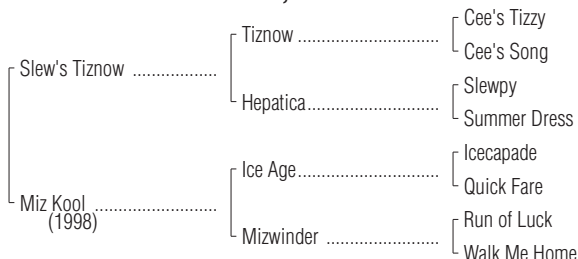 Cee's Tizzy
Tiznow ........................................
Cee's Song
Slew's Tiznow ...................
Slewpy
Hepatica.....................................
Summer Dress
Icecapade
Ice Age........................................
Quick Fare
Miz Kool ...........................
(1998)
Run of Luck
Mizwinder ................................
Walk Me Home